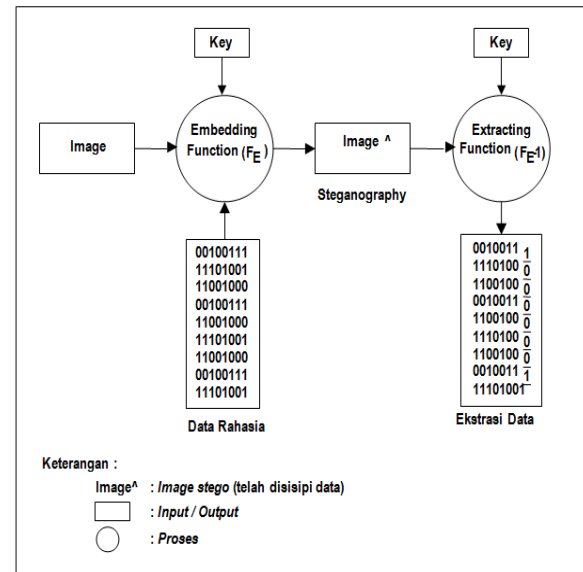 Key
Key
Image
Embedding
Function (FE)
Image ^
Extracting
Function (FE-1)
Steganography
00100111
11101001
11001000
00100111
11001000
11101001
11001000
00100111
11101001
Data Rahasia
0010011 1
1110100 0
1100100 0
0010011 0
1100100 0
1110100 0
1100100 0
0010011 1
11101001
Ekstrasi Data
Keterangan :
Image^ : Image stego (telah disisipi data)
: Input / Output
: Proses